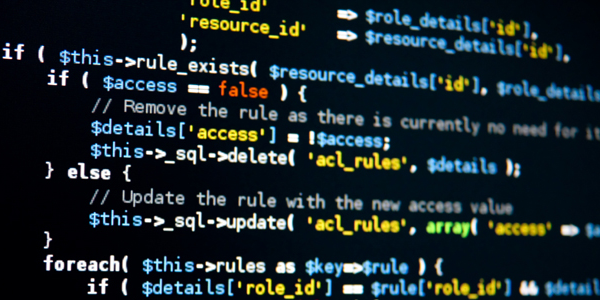 'role_id' => $role_details['id'],
'resource_id' => $resource_details['id'],
);
if ( $this->rule_exists( $resource_details['id'], $role_details
if ( $access == false ) {
// Remove the rule as there is currently no need for it
$details['access'] = !$access;
$this->_sql->delete( 'acl_rules', $details );
} else {
// Update the rule with the new access value
$this->_sql->update( 'acl_rules', array( 'access' => $a
}
foreach( $this->rules as $key=>$rule ) {
if ( $details['role_id'] == $rule['role_id'] && $detail